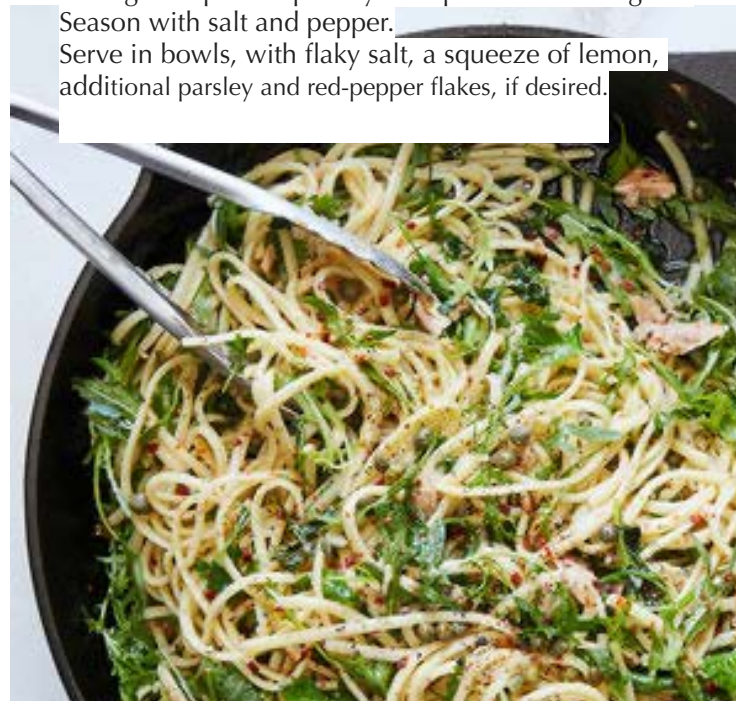 Season with salt and pepper.
Serve in bowls, with flaky salt, a squeeze of lemon,
additional parsley and red-pepper flakes, if desired.